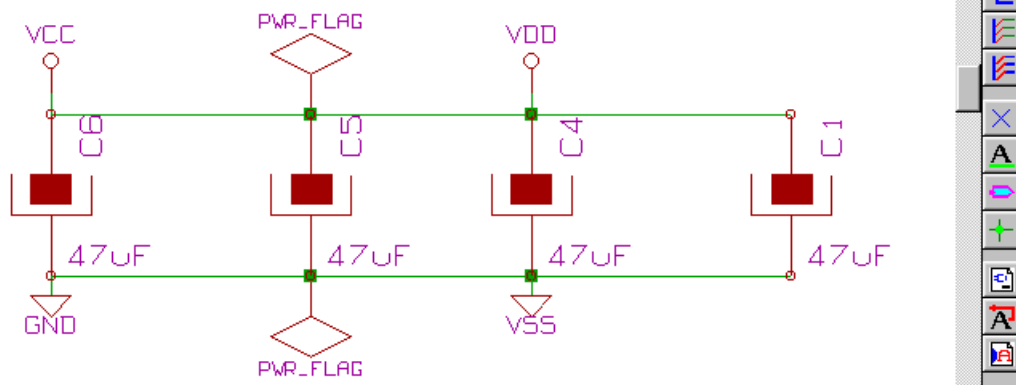 PWR_FLAG
VCC
VDD
C6
C5
C4
C1
47uF
47uF
47uF
47uF
GND
VSS
PWR_FLAG
A
A
A